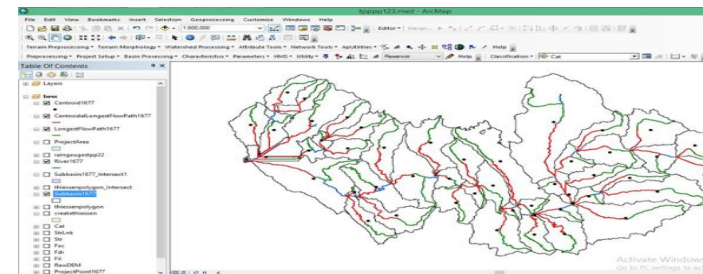 tpppp123.mxd - ArcMap
File Edit View Bookmarks Insert Selection Geoprocessing Customize Windows Help
1:800,000 Editor
Terrain Preprocessing Terrain Morphology Watershed Processing Attribute Tools Network Tools ApUtilities Help
Preprocessing Project Setup Basin Processing Characteristics Parameters HMS Utility Reservoir Help Classification Cat
Table Of Contents
Layers
Centroid1677
CentroidalLongestFlowPath1677
LongestFlowPath1677
ProjectArea
raingaugestpp22
River1677
Subbasin1677_Intersect1
thiessenpolygon_Intersect
Subbasin1677
thiessenpolygon
createthiessen
Cat
StrLnk
Str
Fac
Fdr
Fil
RawDEM
ProjectPoint1677
Activate Windows
Go to PC settings to